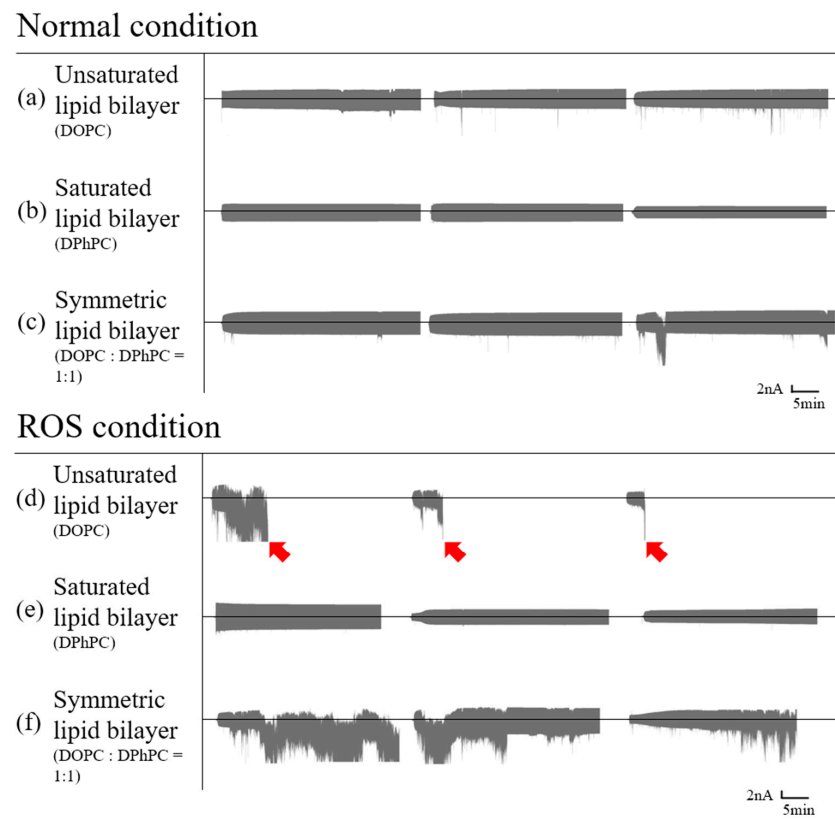 Normal condition
(a) Unsaturated
lipid bilayer
(DOPC)
(b) Saturated
lipid bilayer
(DPhPC)
(c) Symmetric
lipid bilayer
(DOPC : DPhPC =
1:1)
2nA
5min
ROS condition
(d) Unsaturated
lipid bilayer
(DOPC)
(e) Saturated
lipid bilayer
(DPhPC)
(f) Symmetric
lipid bilayer
(DOPC : DPhPC =
1:1)
2nA
5min